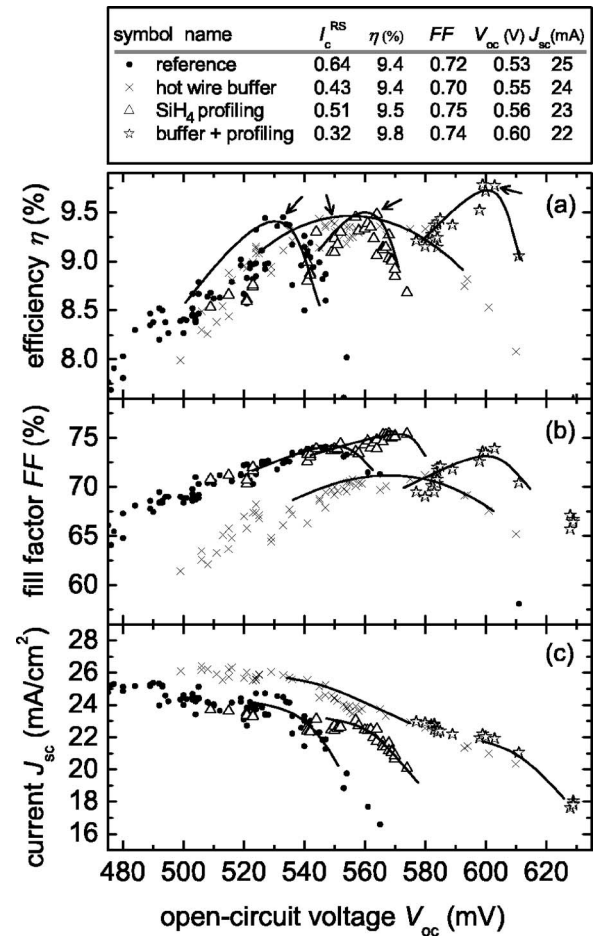 symbol name I_c^RS η (%) FF V_oc (V) J_sc (mA)
• reference 0.64 9.4 0.72 0.53 25
× hot wire buffer 0.43 9.4 0.70 0.55 24
△ SiH₄ profiling 0.51 9.5 0.75 0.56 23
☆ buffer + profiling 0.32 9.8 0.74 0.60 22
(a)
efficiency η (%)
9.5
9.0
8.5
8.0
(b)
fill factor FF (%)
75
70
65
60
(c)
current J_sc (mA/cm²)
28
26
24
22
20
18
16
480 500 520 540 560 580 600 620
open-circuit voltage V_oc (mV)